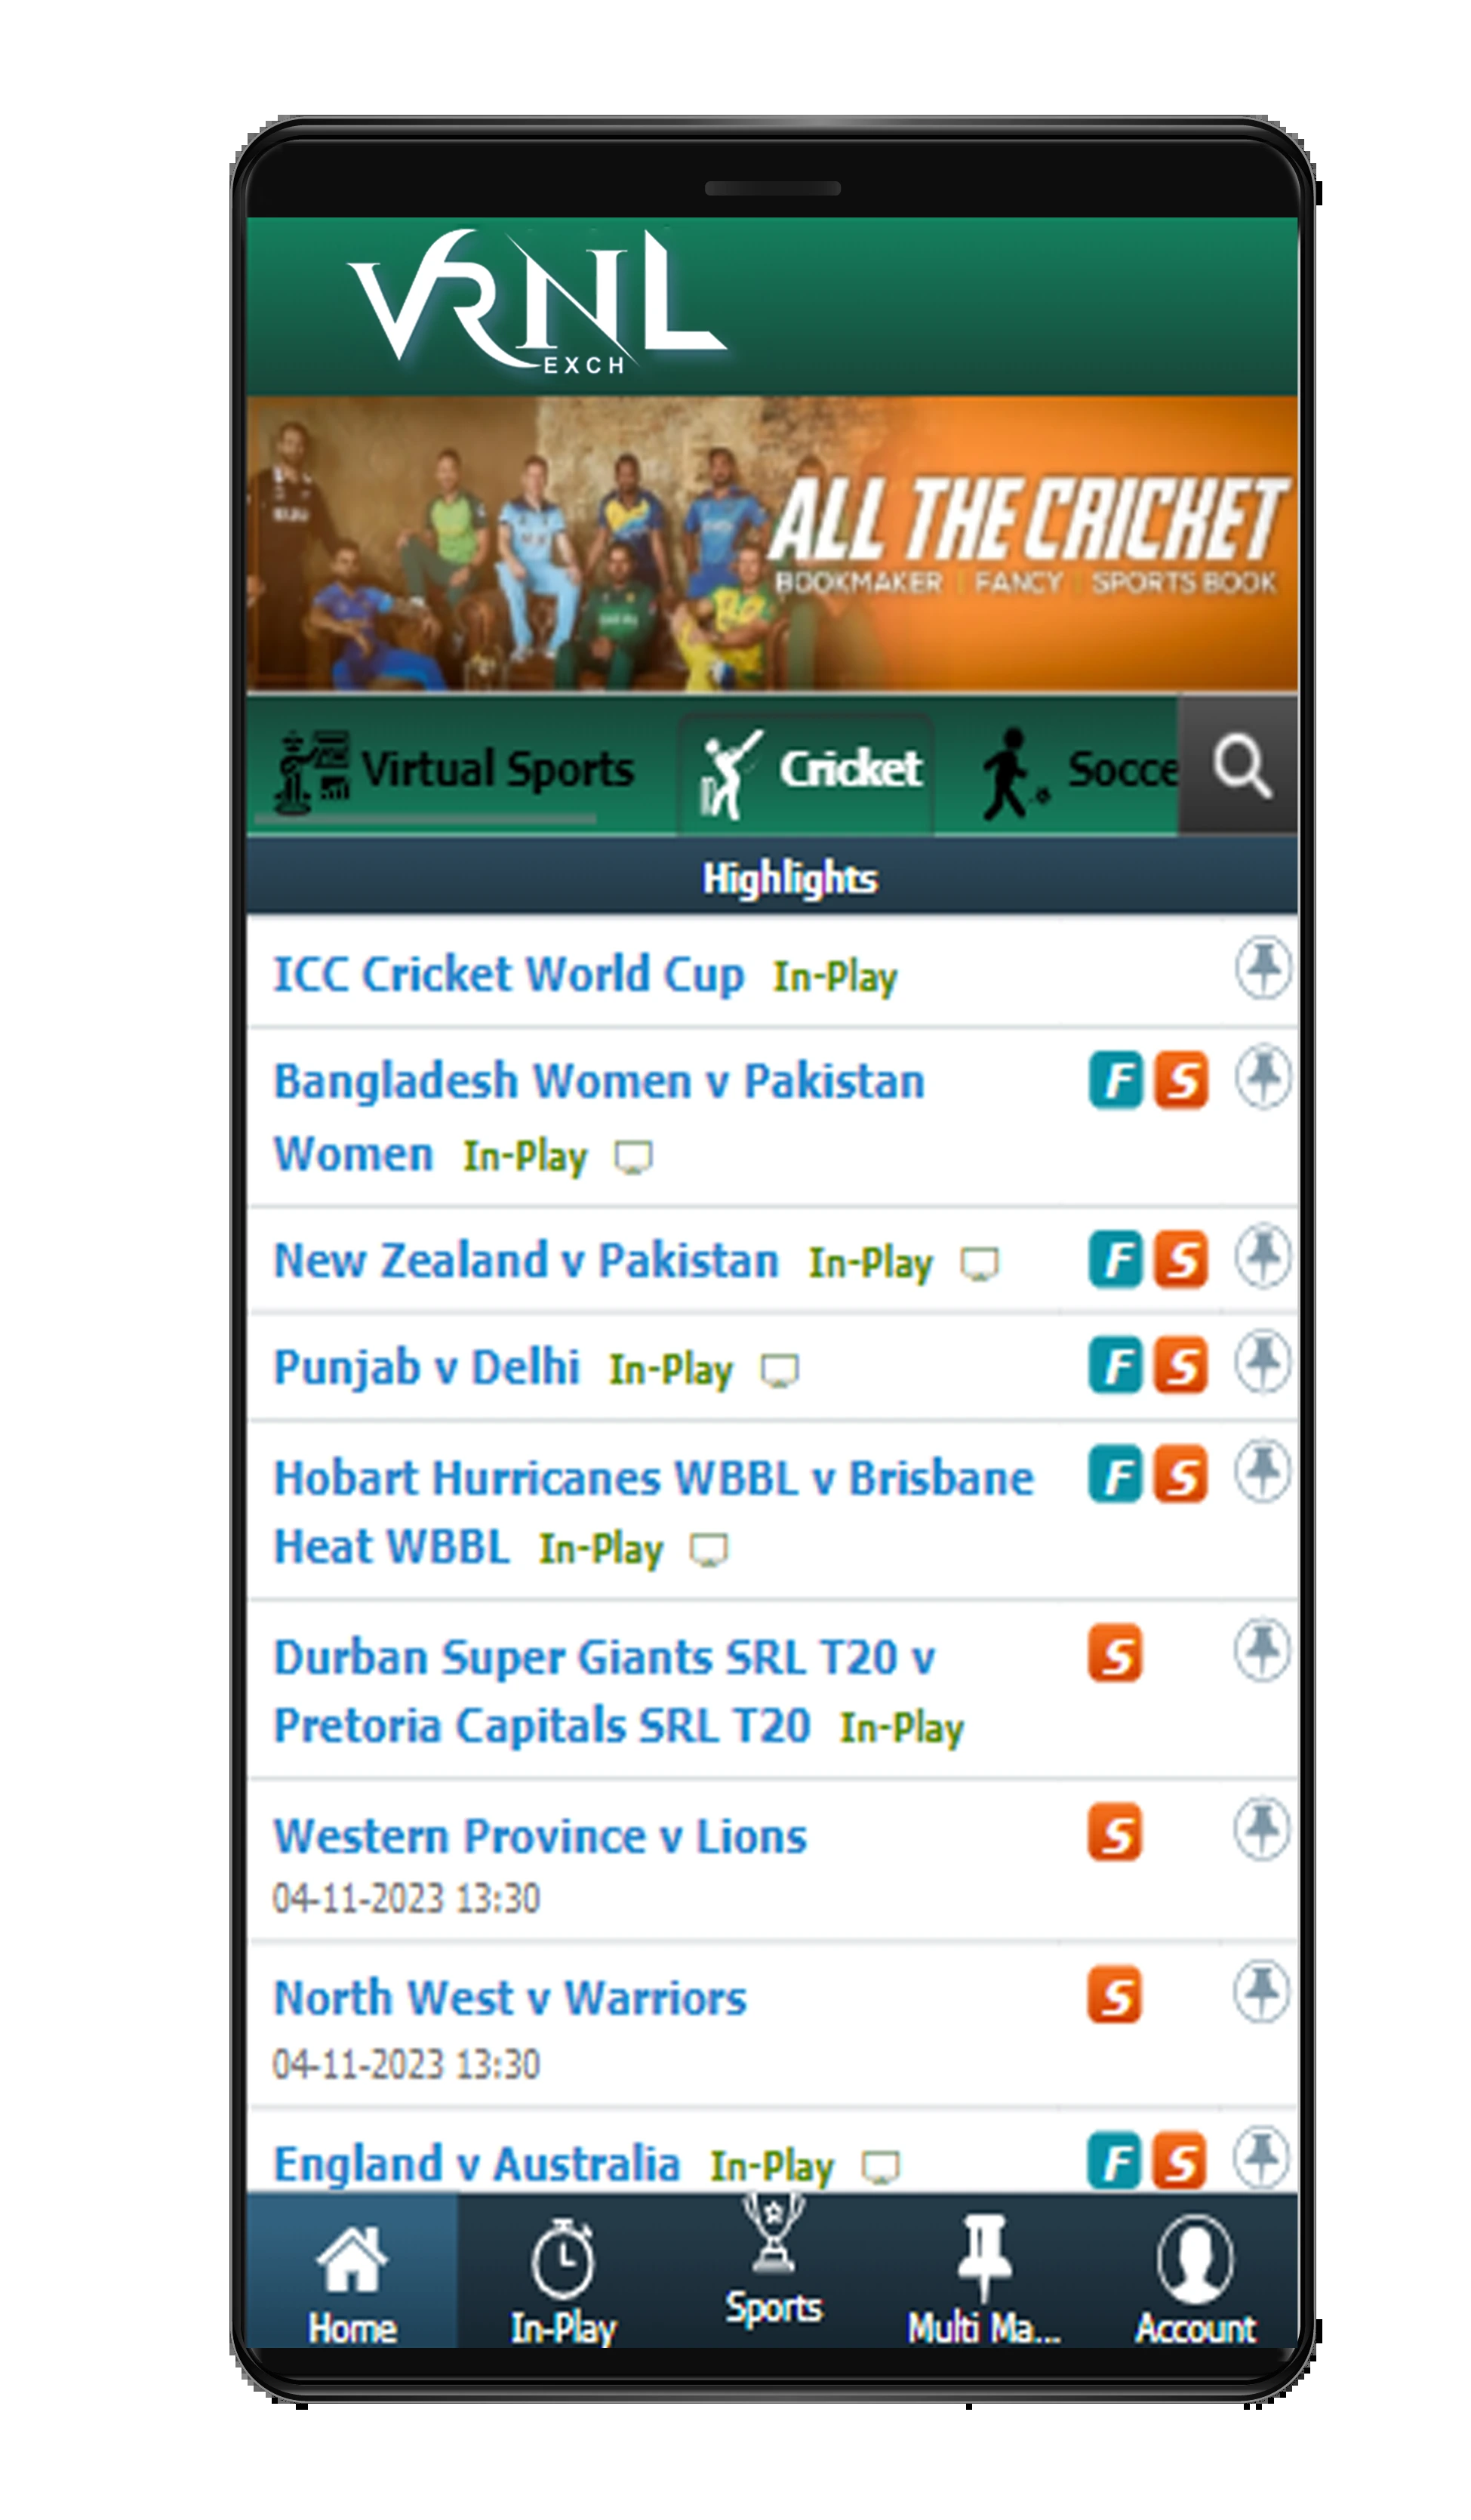 VRNL
EXCH
ALL THE CRICKET
BOOKMAKER | FANCY | SPORTS BOOK
Virtual Sports
Cricket
Socce
Highlights
ICC Cricket World Cup In-Play
Bangladesh Women v Pakistan
F S
Women In-Play
New Zealand v Pakistan In-Play
F S
Punjab v Delhi In-Play
F S
Hobart Hurricanes WBBL v Brisbane
F S
Heat WBBL In-Play
Durban Super Giants SRL T20 v
S
Pretoria Capitals SRL T20 In-Play
Western Province v Lions
S
04-11-2023 13:30
North West v Warriors
S
04-11-2023 13:30
England v Australia In-Play
F S
Home
In-Play
Sports
Multi Ma...
Account